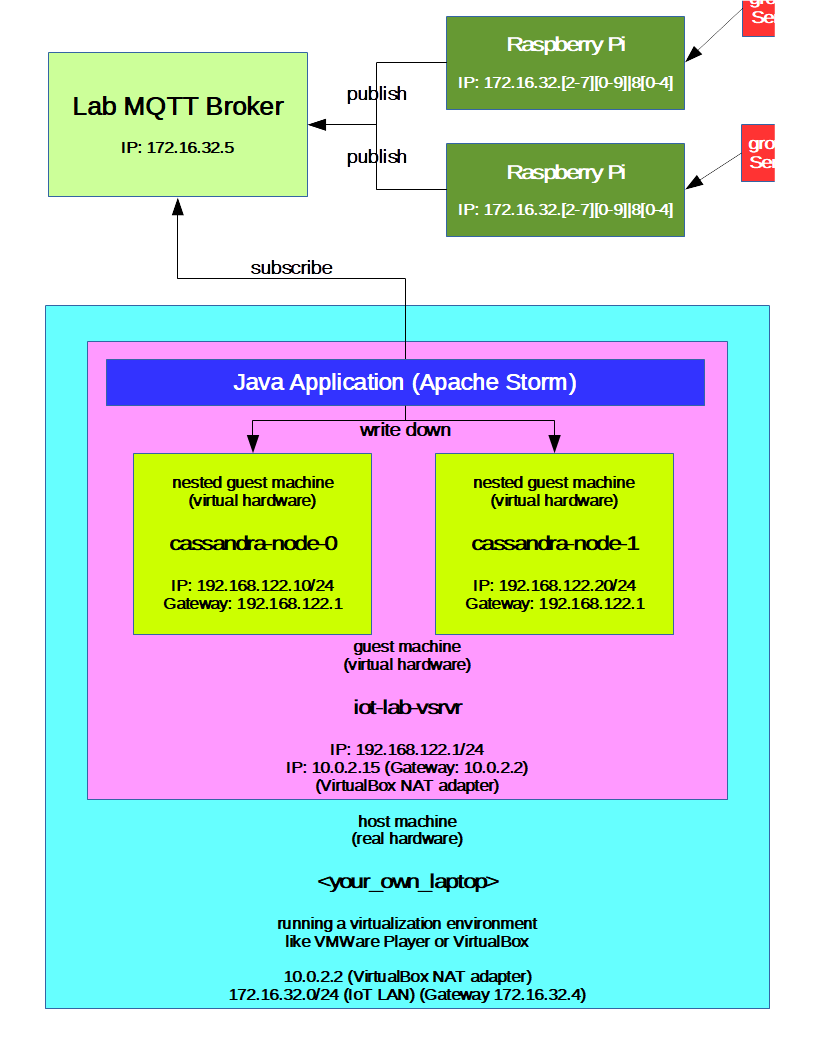 Raspberry Pi
IP: 172.16.32.[2-7][0-9]||8[0-4]
Lab MQTT Broker
IP: 172.16.32.5
publish
publish
Raspberry Pi
IP: 172.16.32.[2-7][0-9]||8[0-4]
subscribe
Java Application (Apache Storm)
write down
nested guest machine
(virtual hardware)
cassandra-node-0
IP: 192.168.122.10/24
Gateway: 192.168.122.1
nested guest machine
(virtual hardware)
cassandra-node-1
IP: 192.168.122.20/24
Gateway: 192.168.122.1
guest machine
(virtual hardware)
iot-lab-vsrvr
IP: 192.168.122.1/24
IP: 10.0.2.15 (Gateway: 10.0.2.2)
(VirtualBox NAT adapter)
host machine
(real hardware)
<your_own_laptop>
running a virtualization environment
like VMWare Player or VirtualBox
10.0.2.2 (VirtualBox NAT adapter)
172.16.32.0/24 (IoT LAN) (Gateway 172.16.32.4)